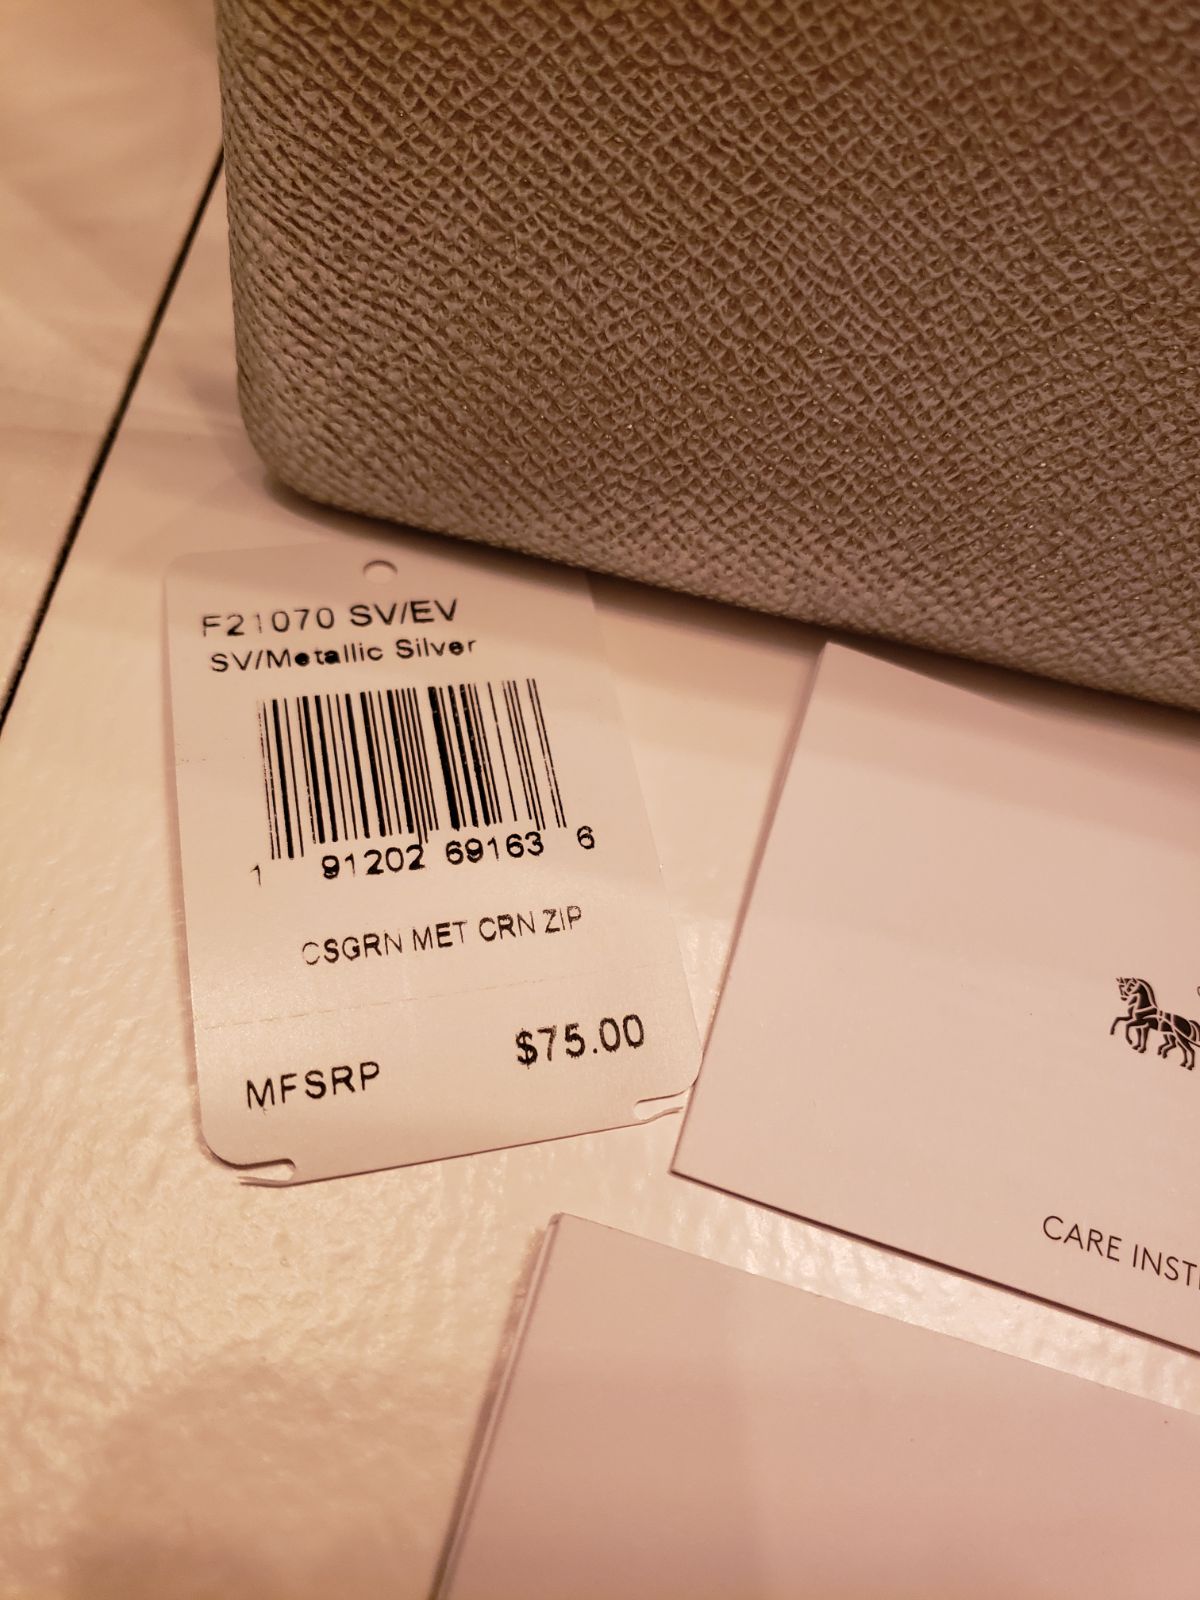 F21070 SV/EV
SV/Metallic Silver
1 91202 69163 6
CSGRN MET CRN ZIP
$75.00
MFSRP
CARE INST